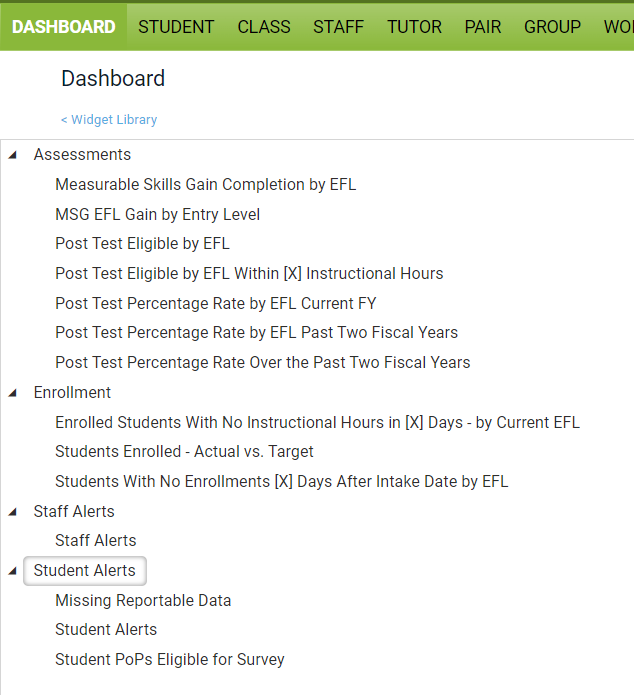 DASHBOARD STUDENT CLASS STAFF TUTOR PAIR GROUP
Dashboard
< Widget Library
Assessments
Measurable Skills Gain Completion by EFL
MSG EFL Gain by Entry Level
Post Test Eligible by EFL
Post Test Eligible by EFL Within [X] Instructional Hours
Post Test Percentage Rate by EFL Current FY
Post Test Percentage Rate by EFL Past Two Fiscal Years
Post Test Percentage Rate Over the Past Two Fiscal Years
Enrollment
Enrolled Students With No Instructional Hours in [X] Days - by Current EFL
Students Enrolled - Actual vs. Target
Students With No Enrollments [X] Days After Intake Date by EFL
Staff Alerts
Staff Alerts
Student Alerts
Missing Reportable Data
Student Alerts
Student PoPs Eligible for Survey